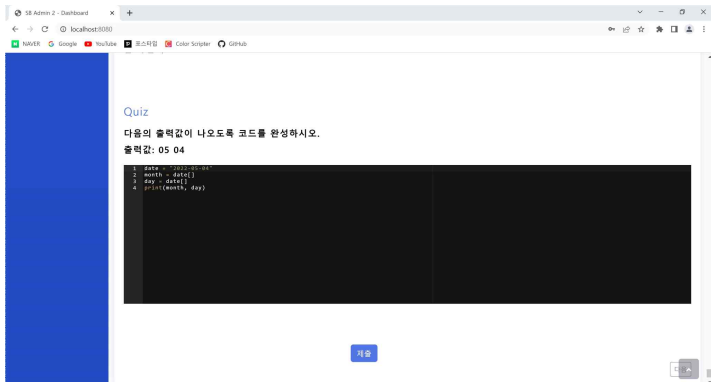 SB Admin 2 - Dashboard
localhost:8080
NAVER Google YouTube 포스타입 Color Scripter GitHub
Quiz
다음의 출력값이 나오도록 코드를 완성하시오.
출력값: 05 04
1 date = "2022-05-04"
2 month = date[]
3 day = date[]
4 print(month, day)
제출